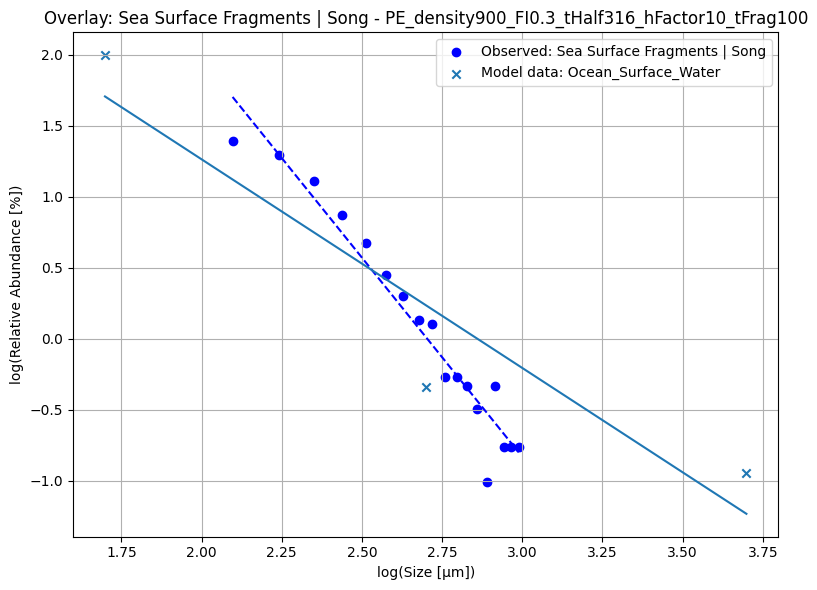 Overlay: Sea Surface Fragments | Song - PE_density900_FI0.3_tHalf316_hFactor10_tFrag100
Observed: Sea Surface Fragments | Song
Model data: Ocean_Surface_Water
log(Relative Abundance [%])
2.0
1.5
1.0
0.5
0.0
−0.5
−1.0
1.75 2.00 2.25 2.50 2.75 3.00 3.25 3.50 3.75
log(Size [μm])